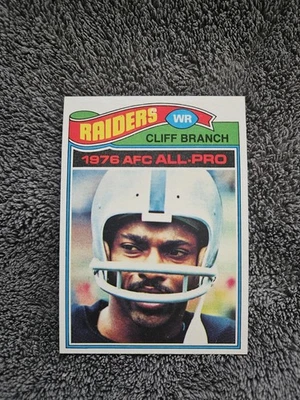 RAIDERS
WR
CLIFF BRANCH
1976 AFC ALL-PRO